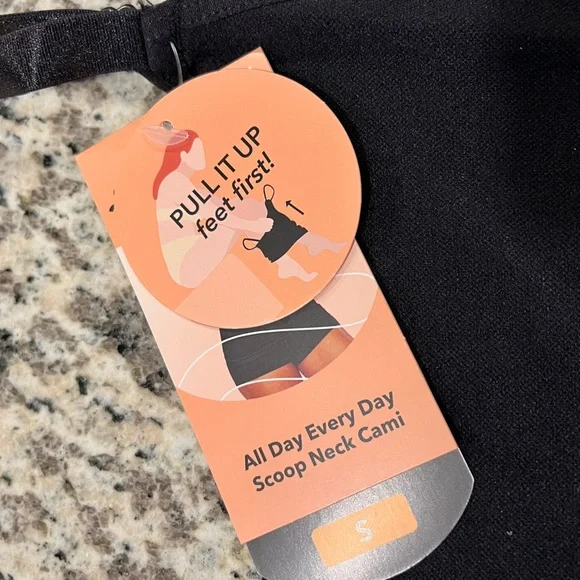 PULL IT UP
feet first!
All Day Every Day
Scoop Neck Cami
S